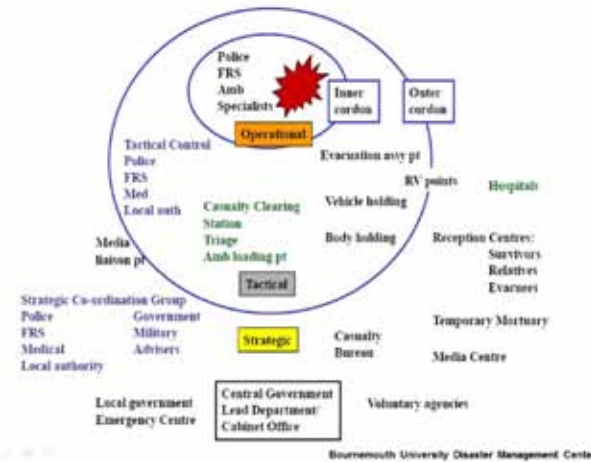 Police
FRS
Amb
Specialists
Inner
cordon
Outer
cordon
Operational
Tactical Control
Police
FRS
Med
Local auth
Evacuation assy pt
RV points
Hospitals
Casualty Clearing
Station
Triage
Amb loading pt
Vehicle holding
Body holding
Media
liaison pt
Reception Centres:
Survivors
Relatives
Evacuees
Tactical
Strategic Co-ordination Group
Police Government
FRS Military
Medical Advisers
Local authority
Strategic
Casualty
Bureau
Temporary Mortuary
Media Centre
Local government
Emergency Centre
Central Government
Lead Department/
Cabinet Office
Voluntary agencies
Bournemouth University Disaster Management Cente